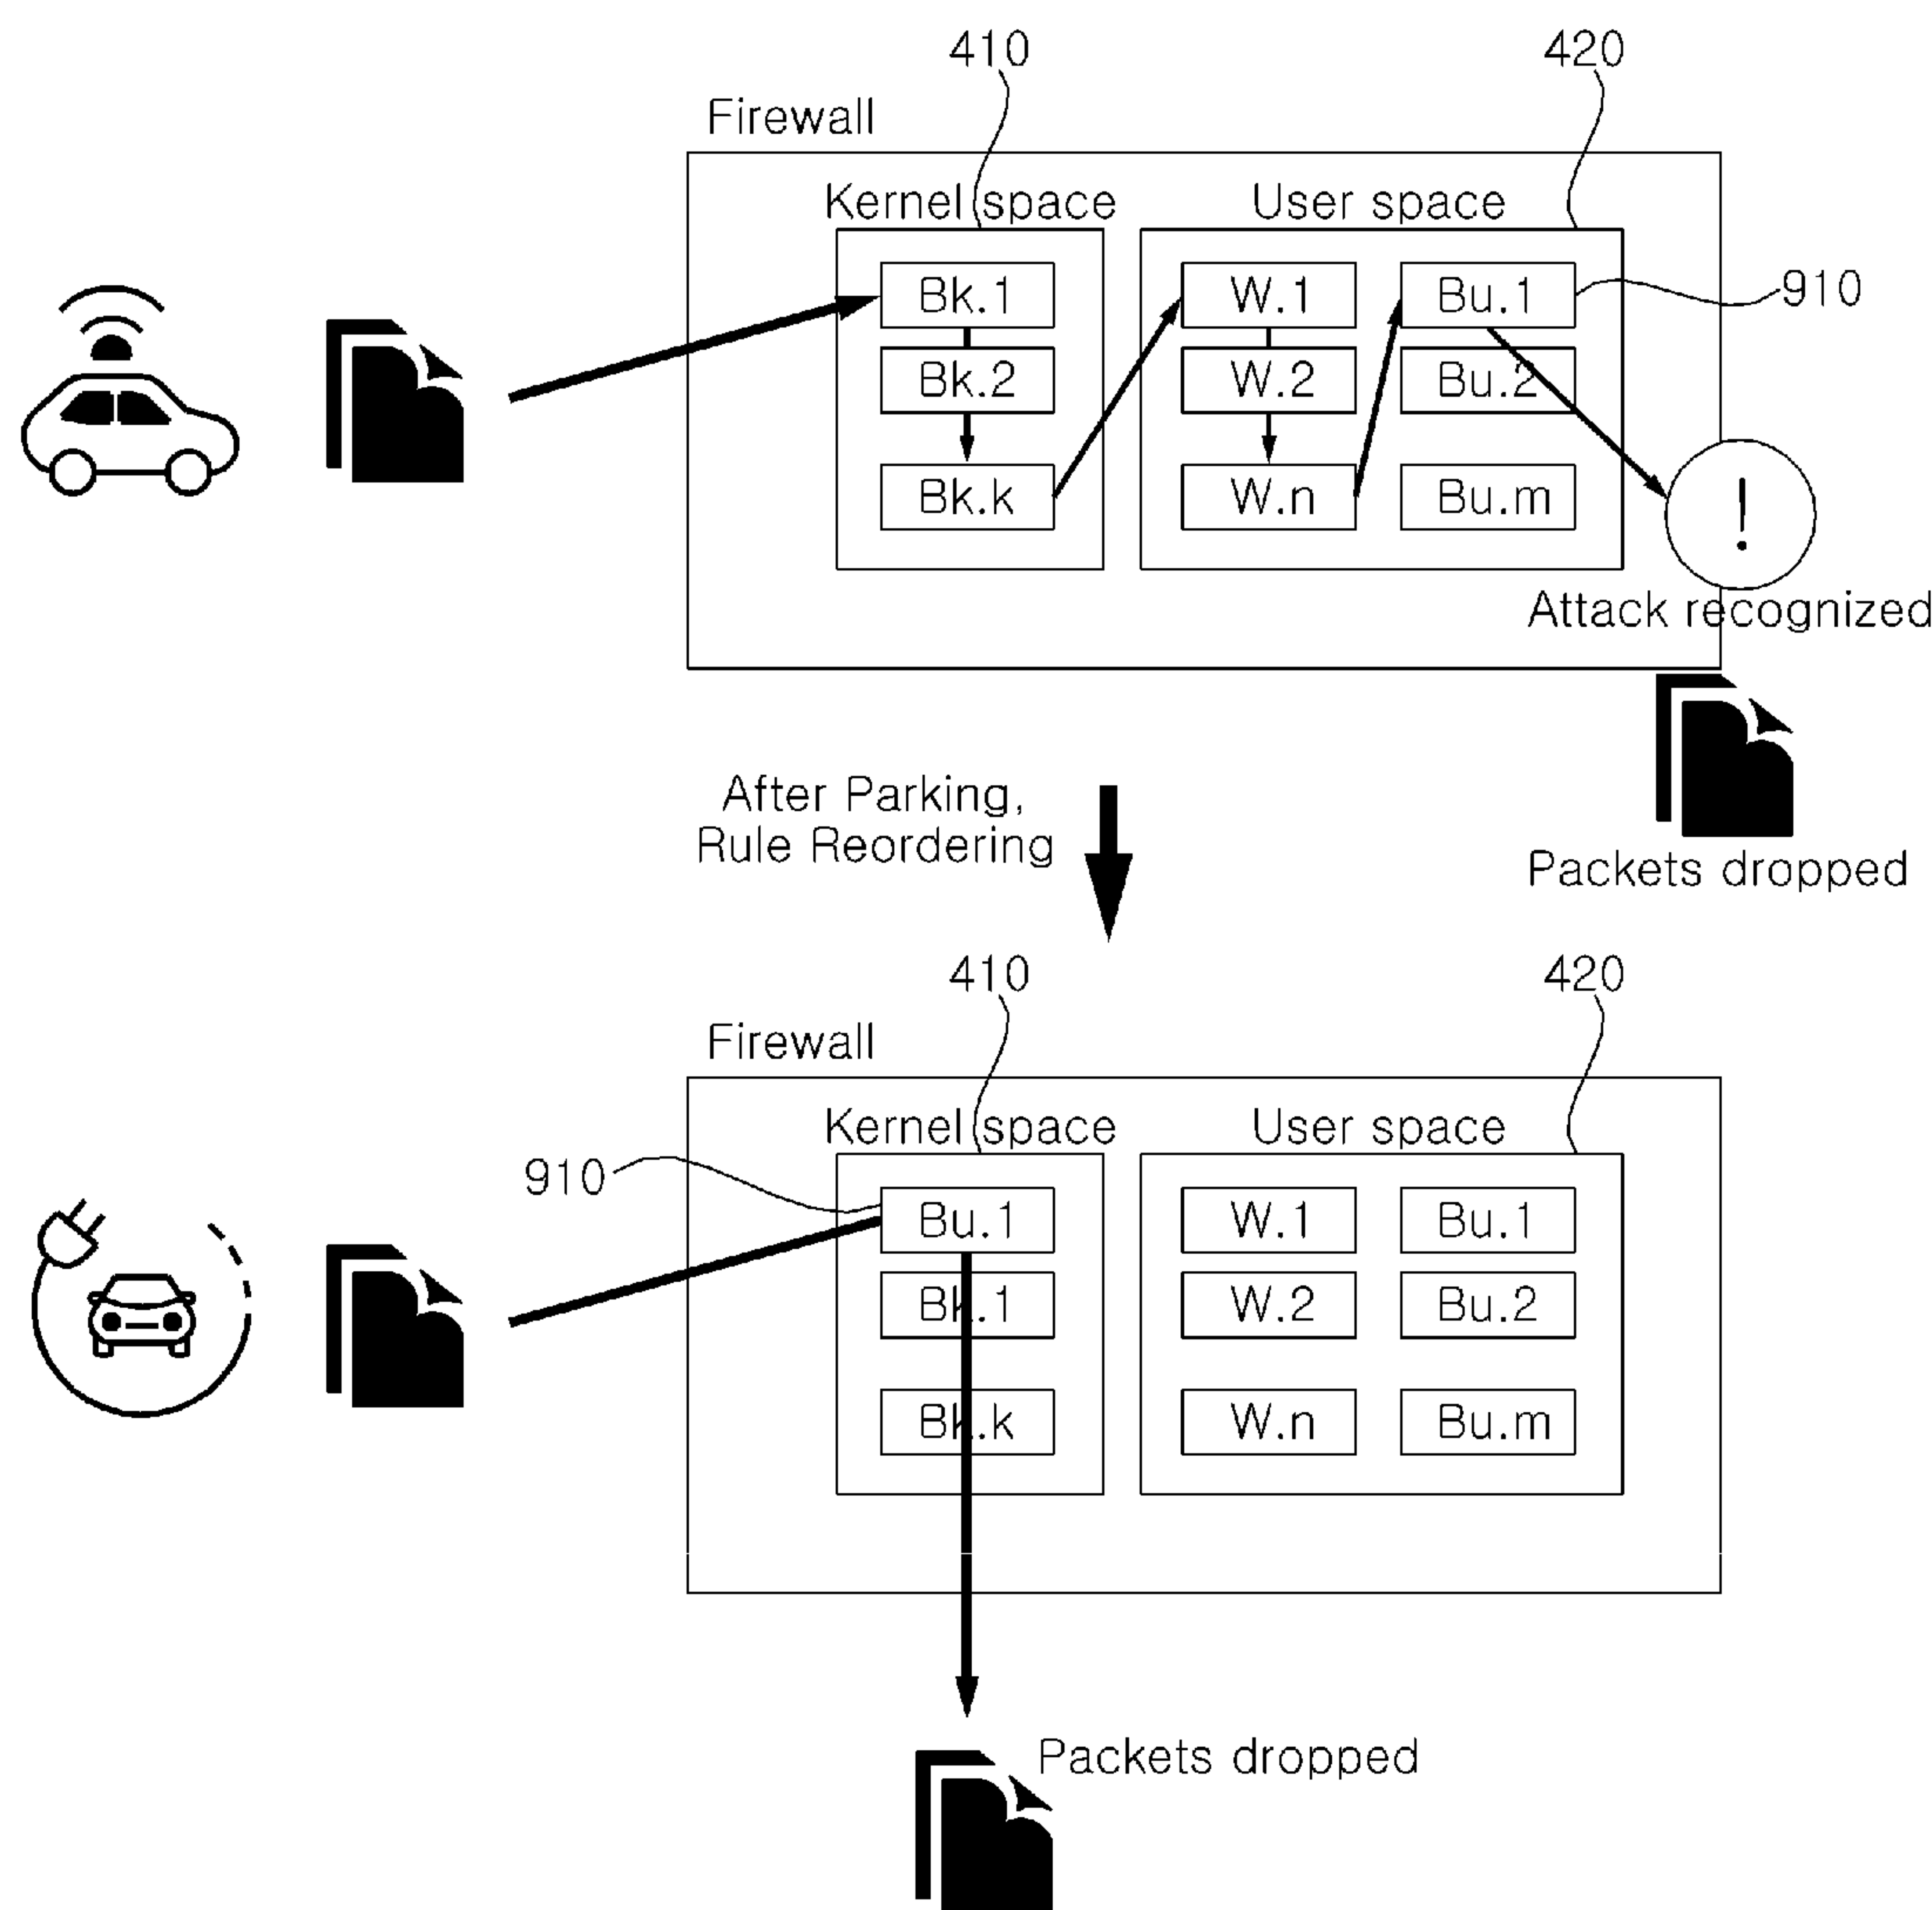 410
420
Firewall
Kernel space
User space
Bk.1
W.1
Bu.1
910
Bk.2
W.2
Bu.2
Bk.k
W.n
Bu.m
!
Attack recognized
After Parking,
Rule Reordering
Packets dropped
410
420
Firewall
Kernel space
User space
910
Bu.1
W.1
Bu.1
Bk.1
W.2
Bu.2
Bk.k
W.n
Bu.m
Packets dropped